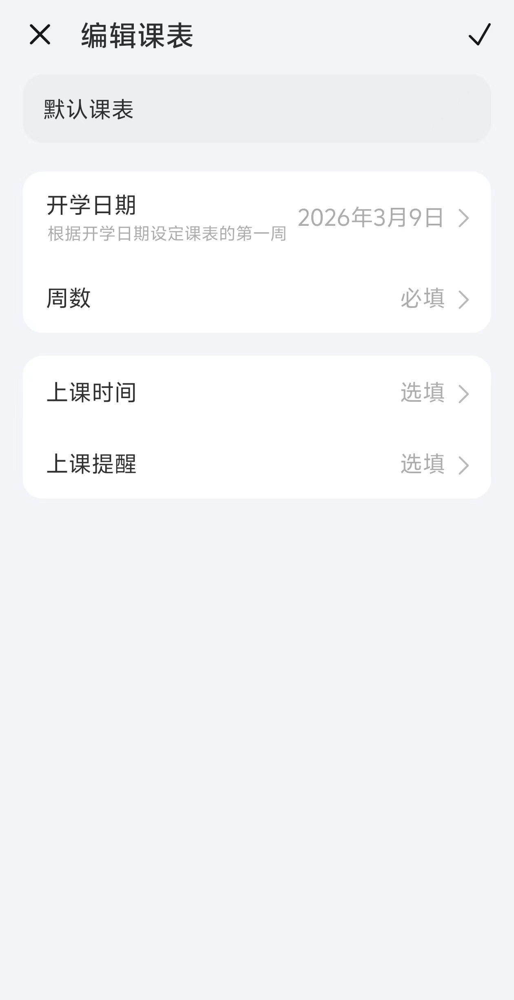 编辑课表
默认课表
开学日期
根据开学日期设定课表的第一周
2026年3月9日
周数
必填
上课时间
选填
上课提醒
选填